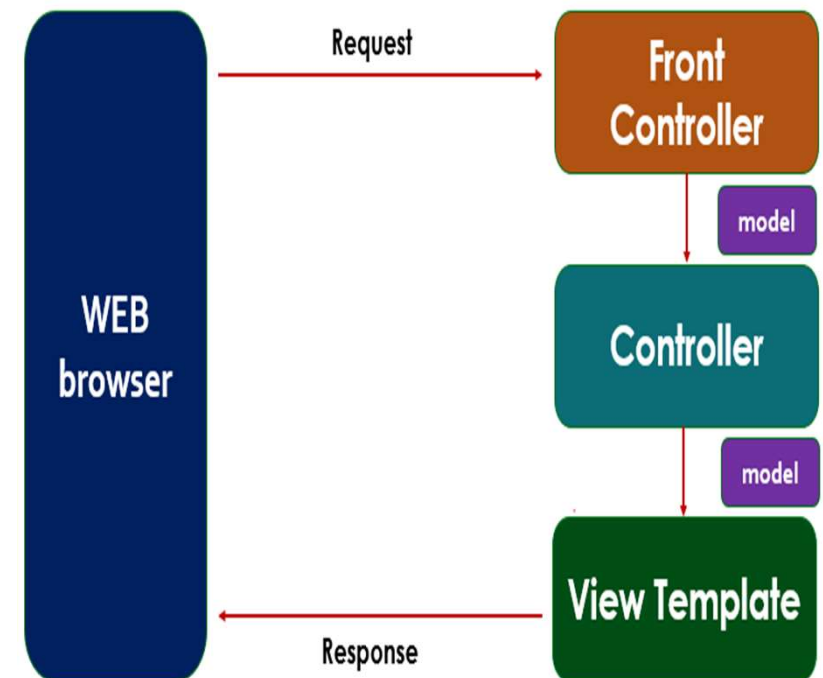 Request
Front
Controller
model
WEB
browser
Controller
model
View Template
Response